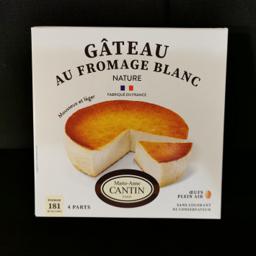 GÂTEAU
AU FROMAGE BLANC
NATURE
FABRIQUÉ EN FRANCE
Moelleux et léger
Marie-Anne
CANTIN
PARIS
181
4 PARTS
ŒUFS
PLEIN AIR
SANS COLORANT
NI CONSERVATEUR